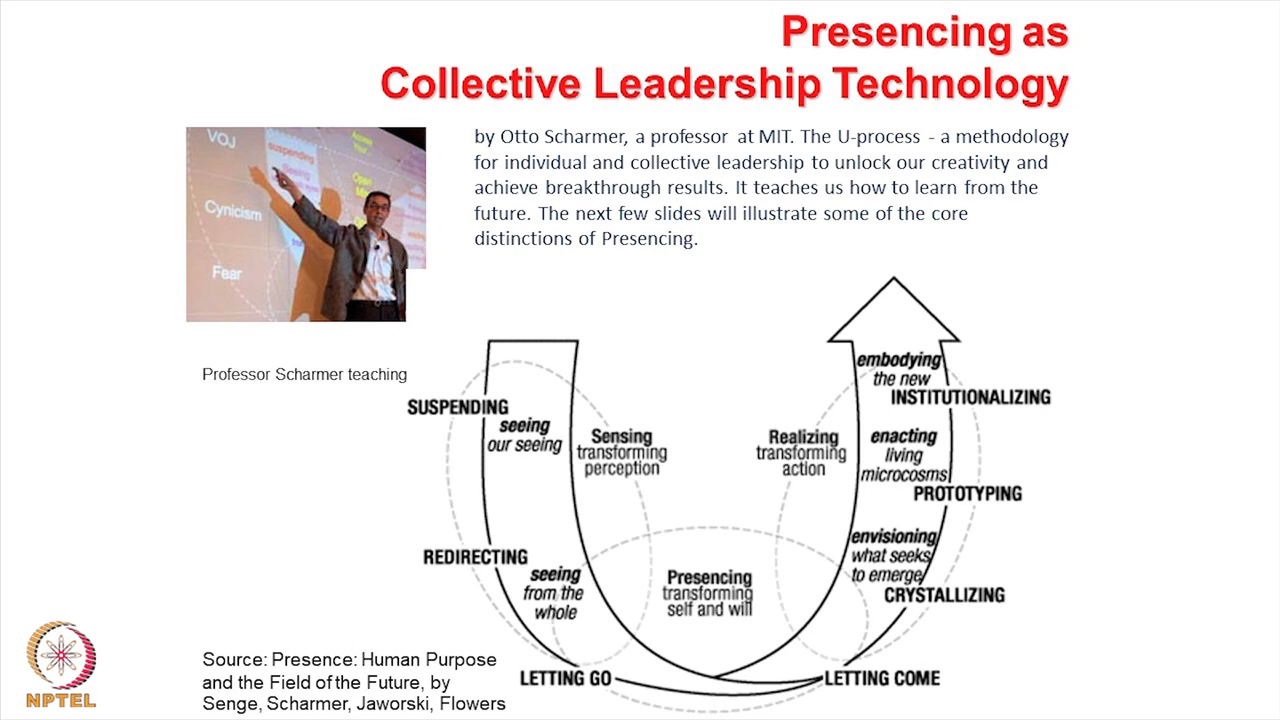 Presencing as
Collective Leadership Technology
by Otto Scharmer, a professor at MIT. The U-process - a methodology
for individual and collective leadership to unlock our creativity and
achieve breakthrough results. It teaches us how to learn from the
future. The next few slides will illustrate some of the core
distinctions of Presencing.
VOJ
suspending
Seeing
Cynicism
Fear
Access
Your
Open
Professor Scharmer teaching
SUSPENDING
seeing
our seeing
Sensing
transforming
perception
REDIRECTING
seeing
from the
whole
LETTING GO
Presencing
transforming
self and will
LETTING COME
Realizing
transforming
action
embodying
the new
INSTITUTIONALIZING
enacting
living
microcosms
PROTOTYPING
envisioning
what seeks
to emerge
CRYSTALLIZING
Source: Presence: Human Purpose
and the Field of the Future, by
Senge, Scharmer, Jaworski, Flowers
NPTEL